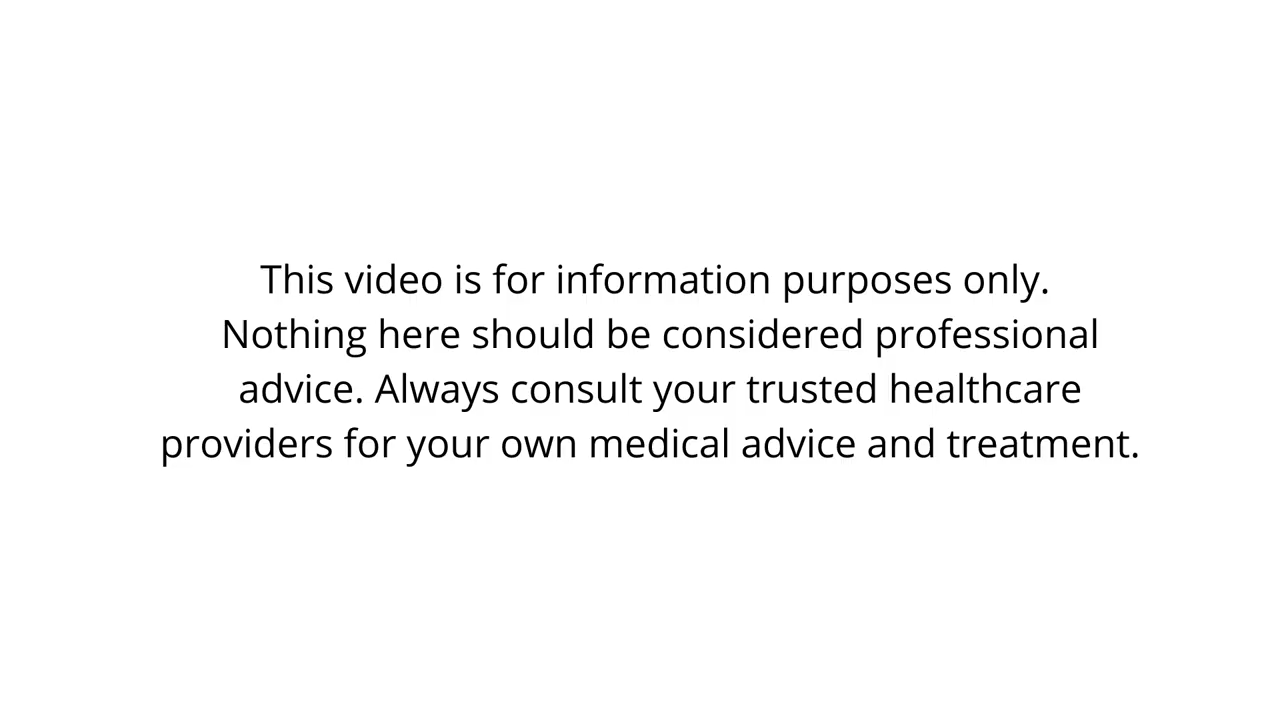 This video is for information purposes only.
Nothing here should be considered professional
advice. Always consult your trusted healthcare
providers for your own medical advice and treatment.